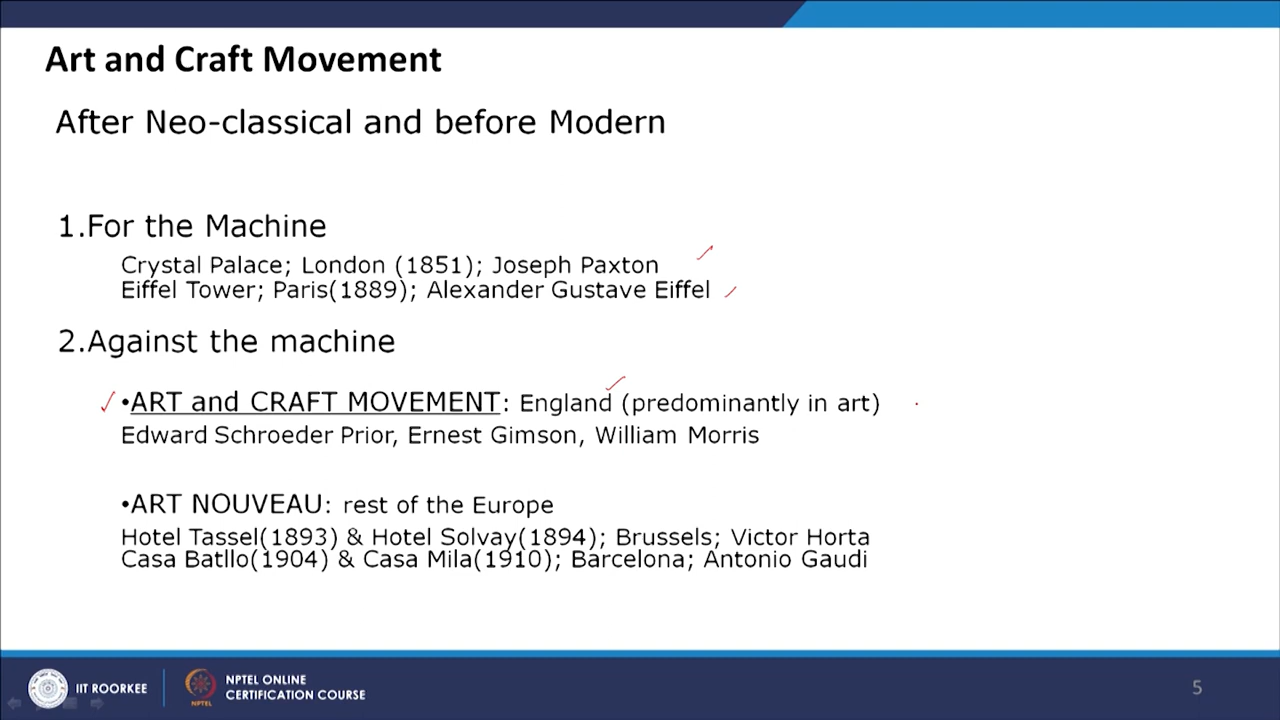 Art and Craft Movement
After Neo-classical and before Modern
1.For the Machine
Crystal Palace; London (1851); Joseph Paxton
Eiffel Tower; Paris(1889); Alexander Gustave Eiffel
2.Against the machine
•ART and CRAFT MOVEMENT: England (predominantly in art)
Edward Schroeder Prior, Ernest Gimson, William Morris
•ART NOUVEAU: rest of the Europe
Hotel Tassel(1893) & Hotel Solvay(1894); Brussels; Victor Horta
Casa Batllo(1904) & Casa Mila(1910); Barcelona; Antonio Gaudi
IIT ROORKEE
NPTEL ONLINE
CERTIFICATION COURSE
NPTEL
5